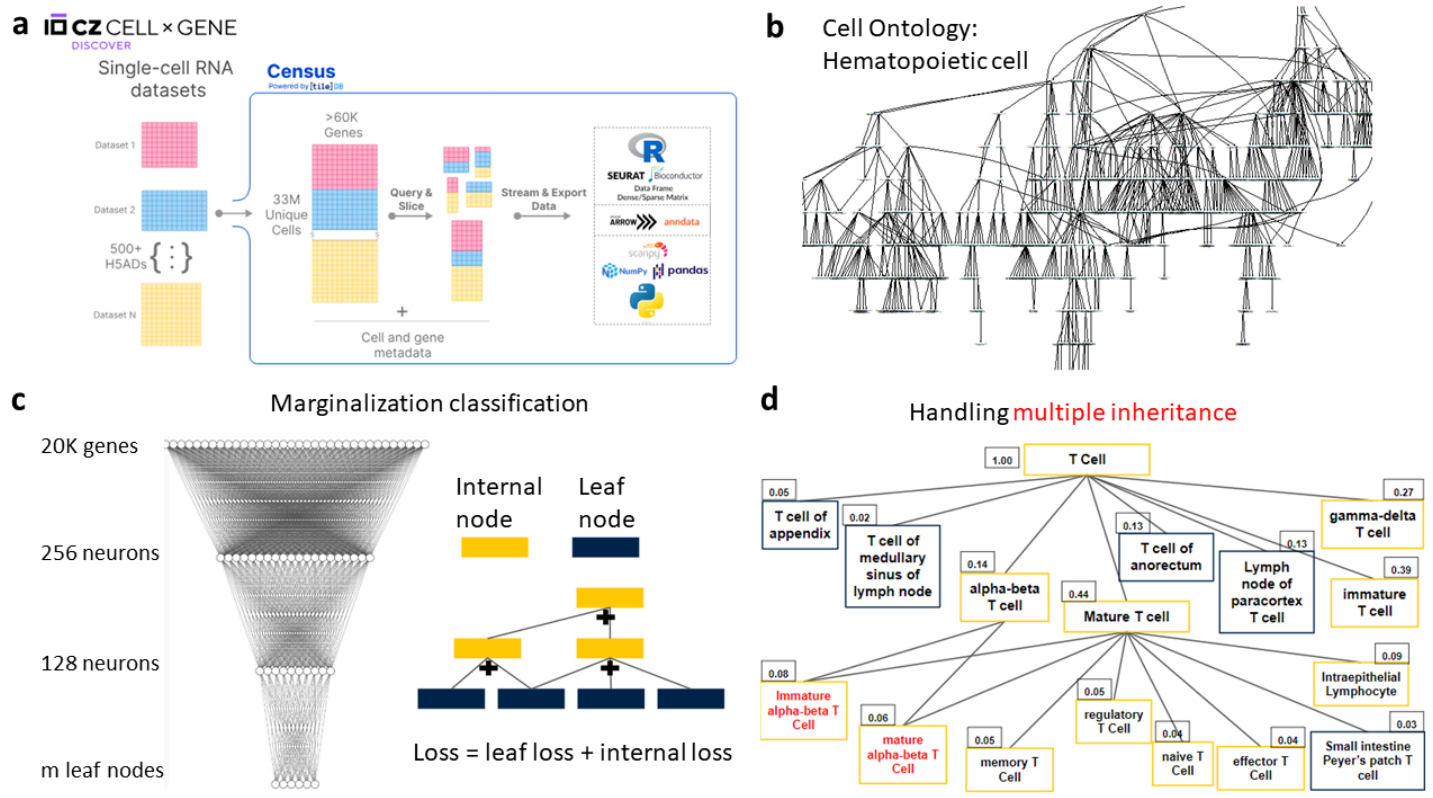 a
CZ CELL × GENE
DISCOVER
Single-cell RNA
datasets
Dataset 1
Dataset 2
500+
H5ADs
{ : }
Dataset N
Census
Powered by [tile]DB
>60K
Genes
33M
Unique
Cells
Query &
Slice
Stream & Export
Data
+
Cell and gene
metadata
R
SEURAT Bioconductor
Data Frame
Dense/Sparse Matrix
ARROW anndata
scanpy
NumPy pandas
b
Cell Ontology:
Hematopoietic cell
c
Marginalization classification
20K genes
256 neurons
128 neurons
m leaf nodes
Internal
node
Leaf
node
+
+
+
Loss = leaf loss + internal loss
d
Handling multiple inheritance
1.00
T Cell
0.05
T cell of
appendix
0.02
T cell of
medullary
sinus of
lymph node
0.14
alpha-beta
T cell
0.44
Mature T cell
0.13
T cell of
anorectum
0.13
Lymph
node of
paracortex
T cell
0.27
gamma-delta
T cell
0.39
immature
T cell
0.08
Immature
alpha-beta T
Cell
0.06
mature
alpha-beta T
Cell
0.05
memory T
Cell
0.05
regulatory
T Cell
0.04
naive T
Cell
0.04
effector T
Cell
0.09
Intraepithelial
Lymphocyte
0.03
Small intestine
Peyer's patch T
cell